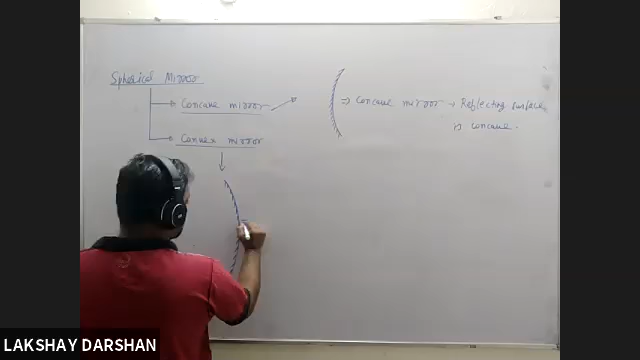 Spherical Mirror
Concave mirror
⇒ Concave mirror → Reflecting surface
is concave.
Convex mirror
LAKSHAY DARSHAN